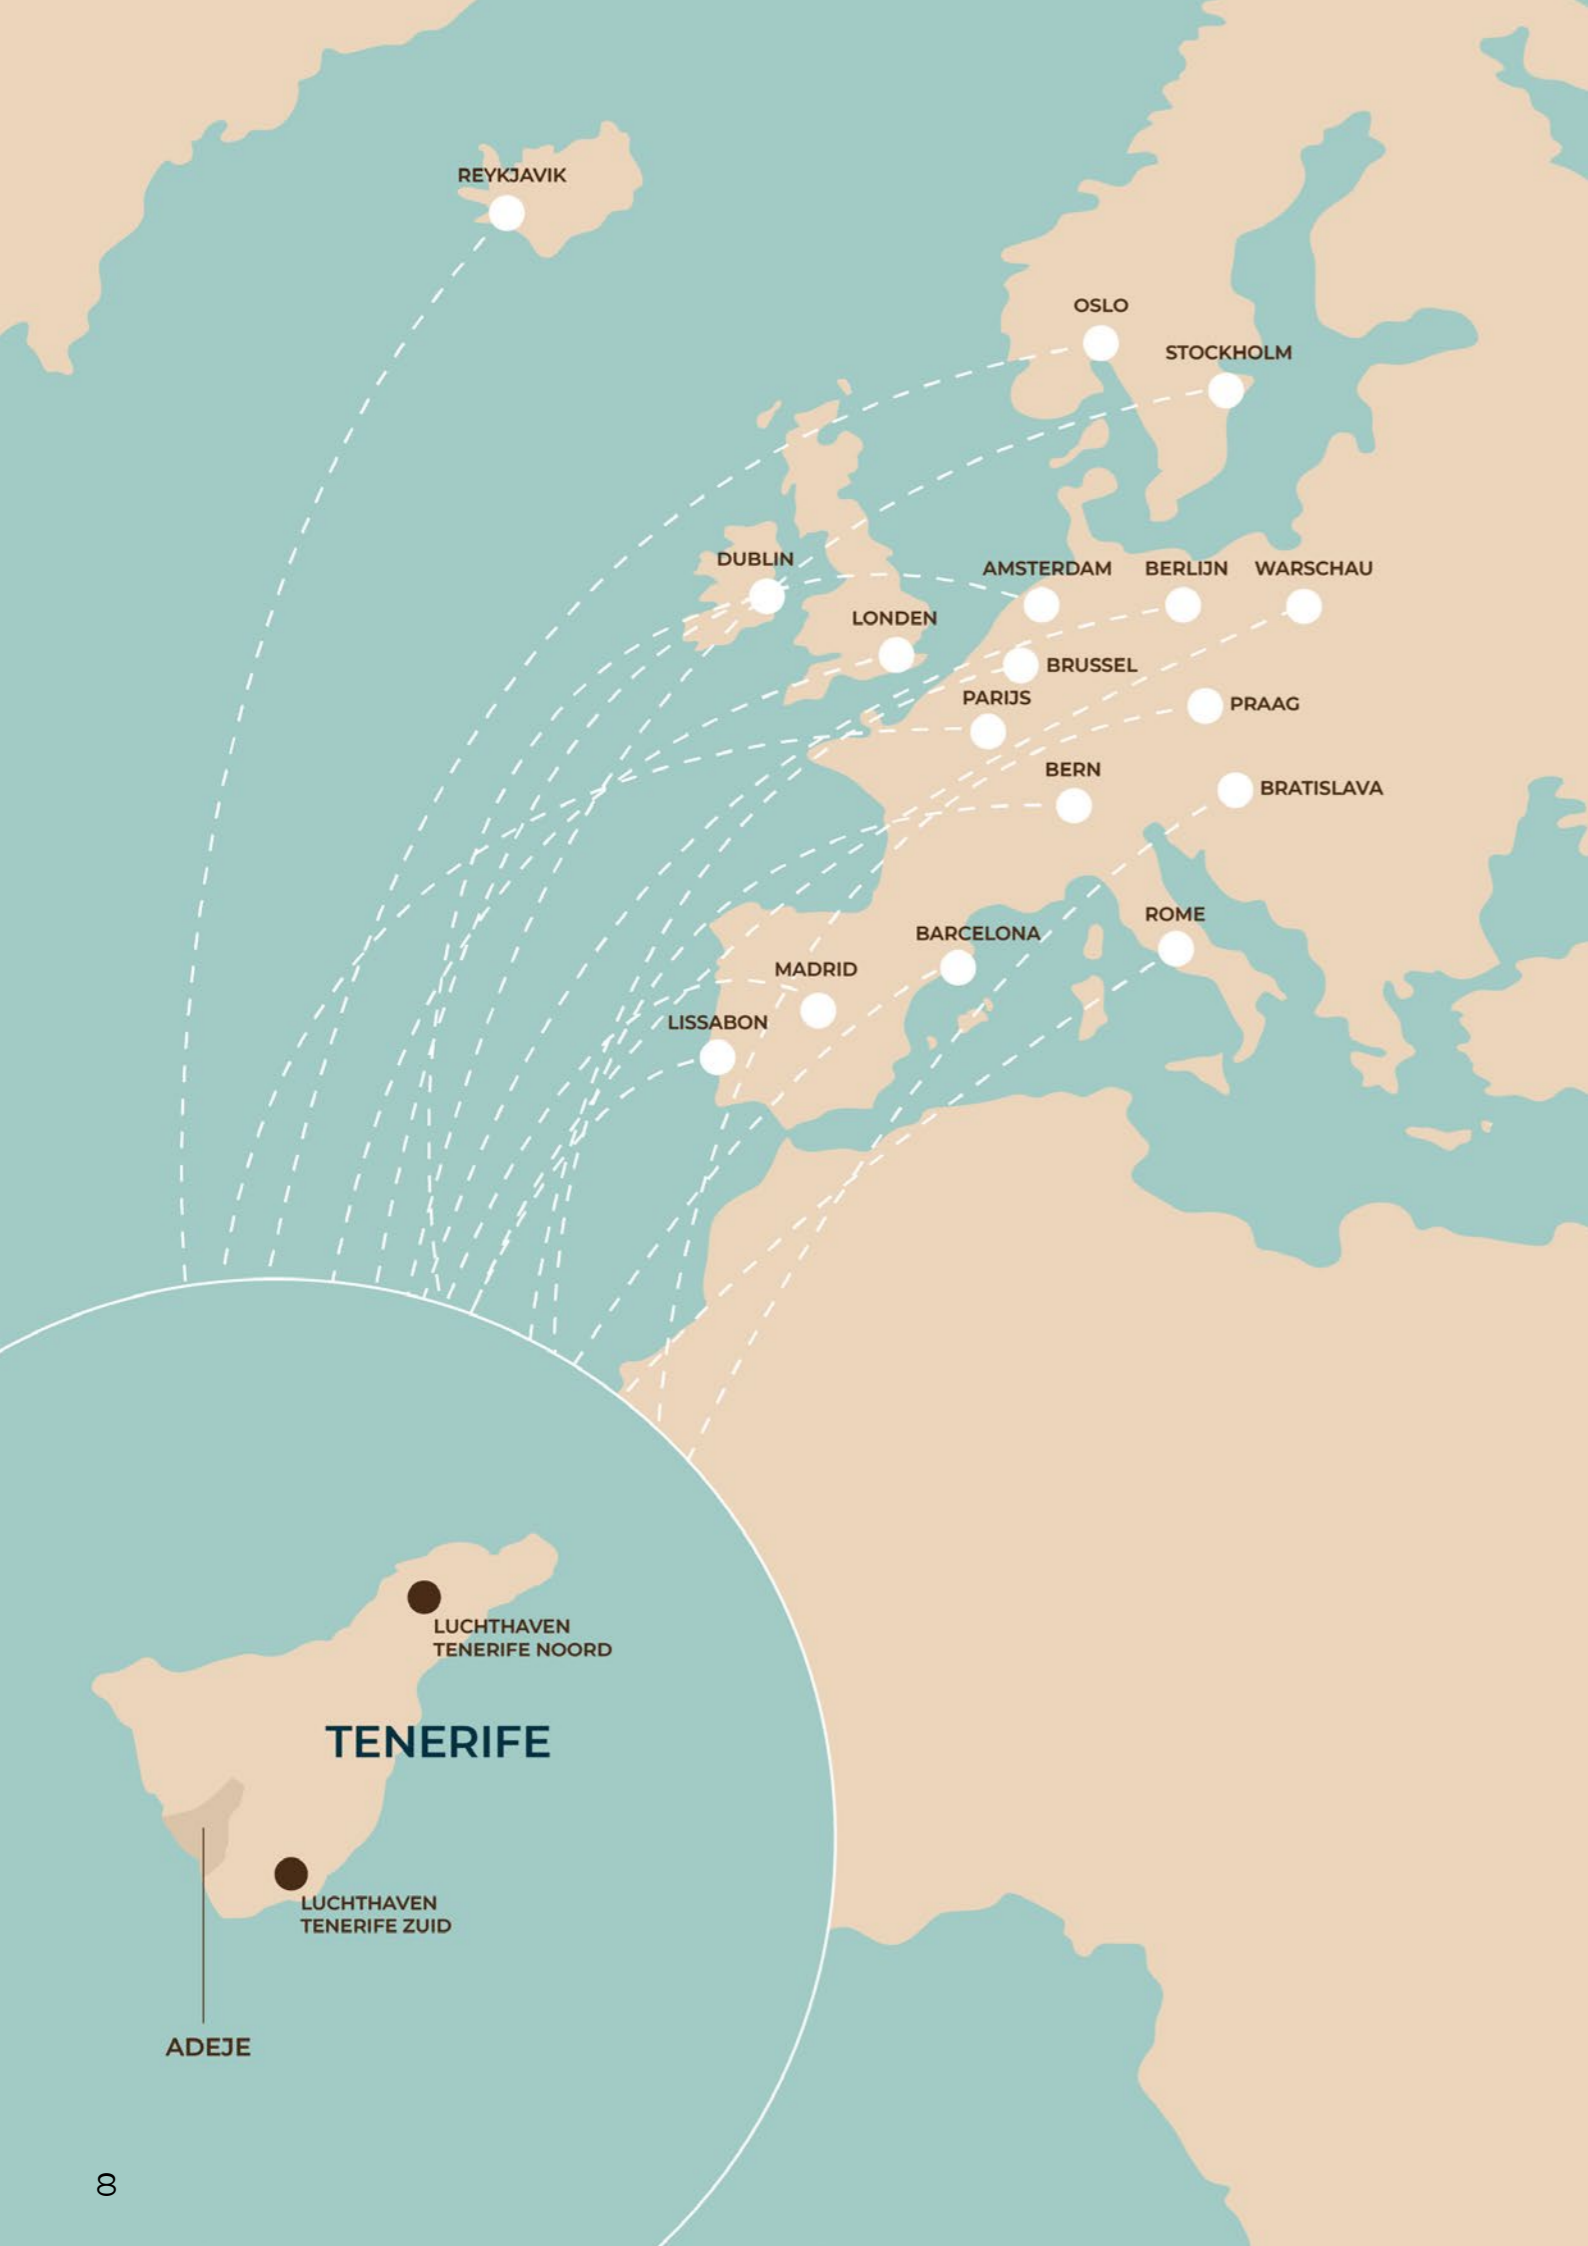 REYKJAVIK
OSLO
STOCKHOLM
DUBLIN
AMSTERDAM
BERLIJN
WARSCHAU
LONDEN
BRUSSEL
PARIJS
PRAAG
BERN
BRATISLAVA
ROME
BARCELONA
MADRID
LISSABON
LUCHTHAVEN
TENERIFE NOORD
TENERIFE
LUCHTHAVEN
TENERIFE ZUID
ADEJE
8